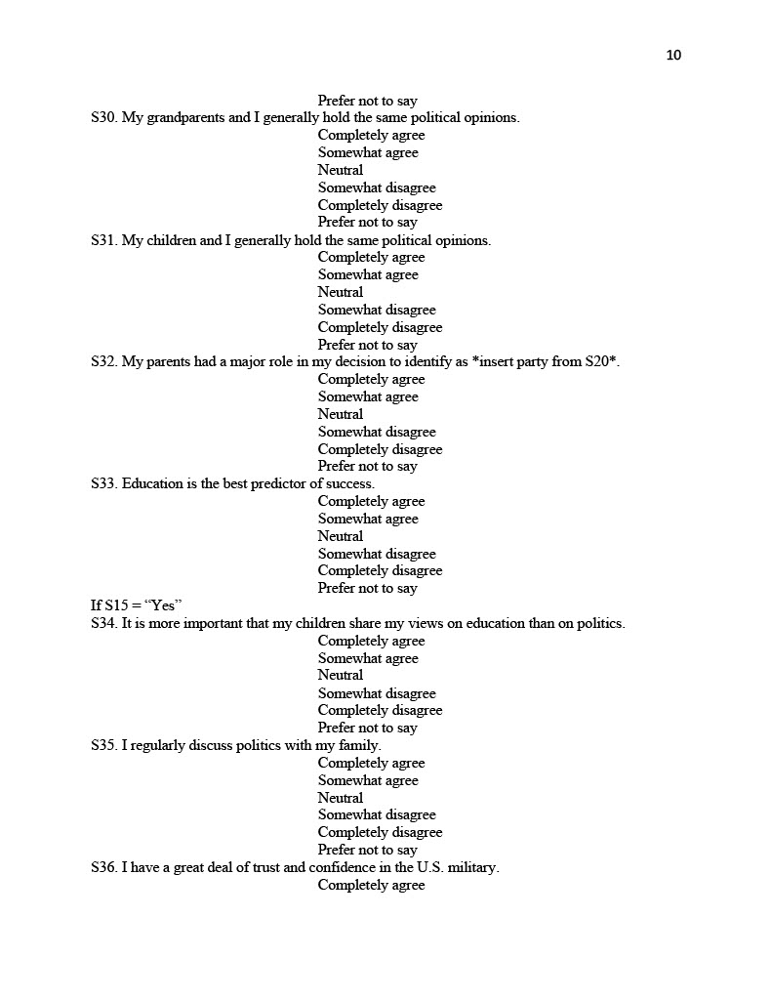 10
Prefer not to say
S30. My grandparents and I generally hold the same political opinions.
Completely agree
Somewhat agree
Neutral
Somewhat disagree
Completely disagree
Prefer not to say
S31. My children and I generally hold the same political opinions.
Completely agree
Somewhat agree
Neutral
Somewhat disagree
Completely disagree
Prefer not to say
S32. My parents had a major role in my decision to identify as *insert party from S20*.
Completely agree
Somewhat agree
Neutral
Somewhat disagree
Completely disagree
Prefer not to say
S33. Education is the best predictor of success.
Completely agree
Somewhat agree
Neutral
Somewhat disagree
Completely disagree
Prefer not to say
If S15 = “Yes”
S34. It is more important that my children share my views on education than on politics.
Completely agree
Somewhat agree
Neutral
Somewhat disagree
Completely disagree
Prefer not to say
S35. I regularly discuss politics with my family.
Completely agree
Somewhat agree
Neutral
Somewhat disagree
Completely disagree
Prefer not to say
S36. I have a great deal of trust and confidence in the U.S. military.
Completely agree